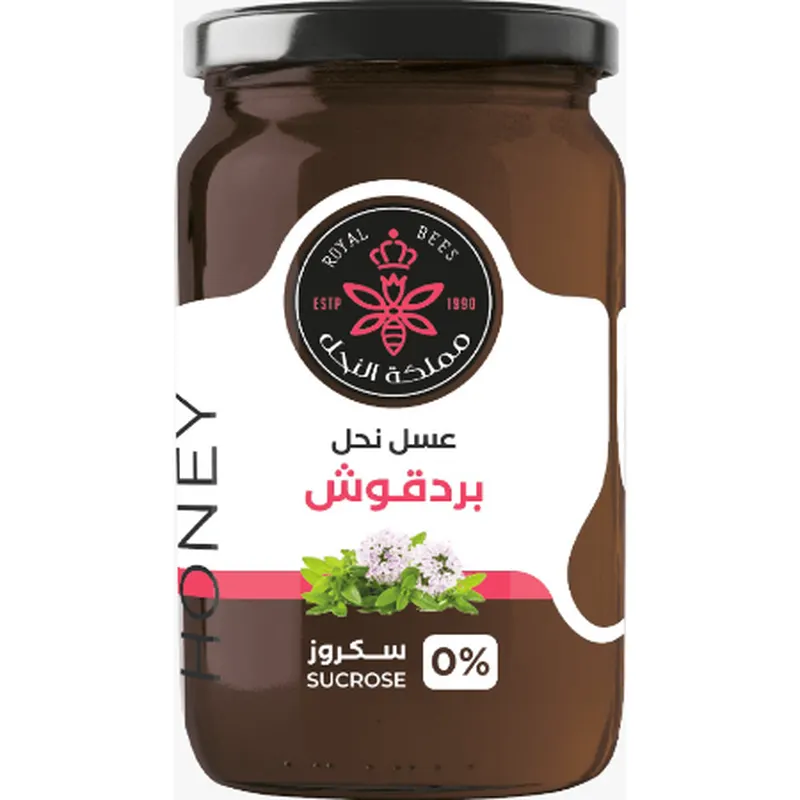 ROYAL BEES
ESTP 1990
مملكة النحل
عسل نحل
بردقوش
HONEY
سكروز
SUCROSE
0%